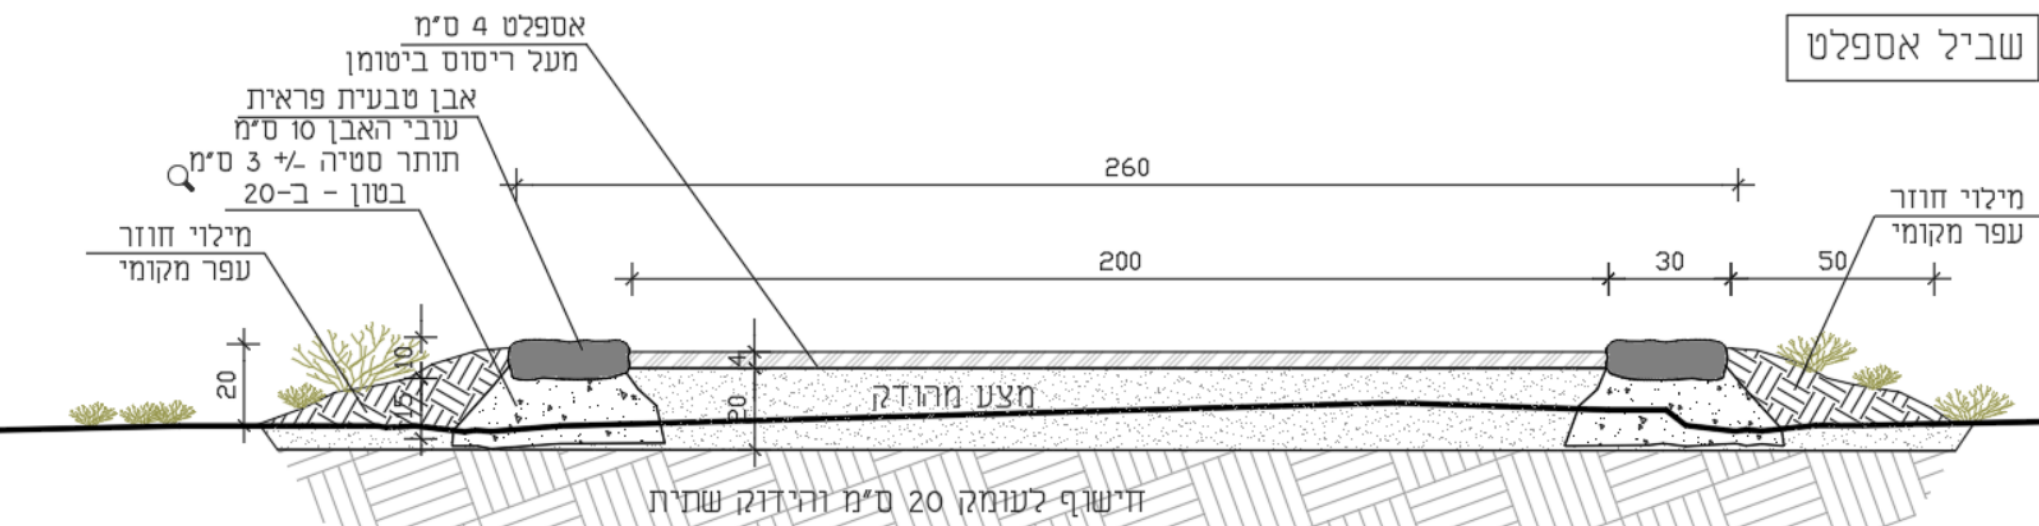 שביל אספלט
אספלט 4 ס"מ
מעל ריסוס ביטומן
אבן טבעית פראית
עובי האבן 10 ס"מ
תותר סטיה -/+ 3 ס"מ
בטון - ב-20
מילוי חוזר
עפר מקומי
260
200
30
50
מילוי חוזר
עפר מקומי
20
10
15
4
20
מצע מהודק
חישוף לעומק 20 ס"מ והידוק שתית